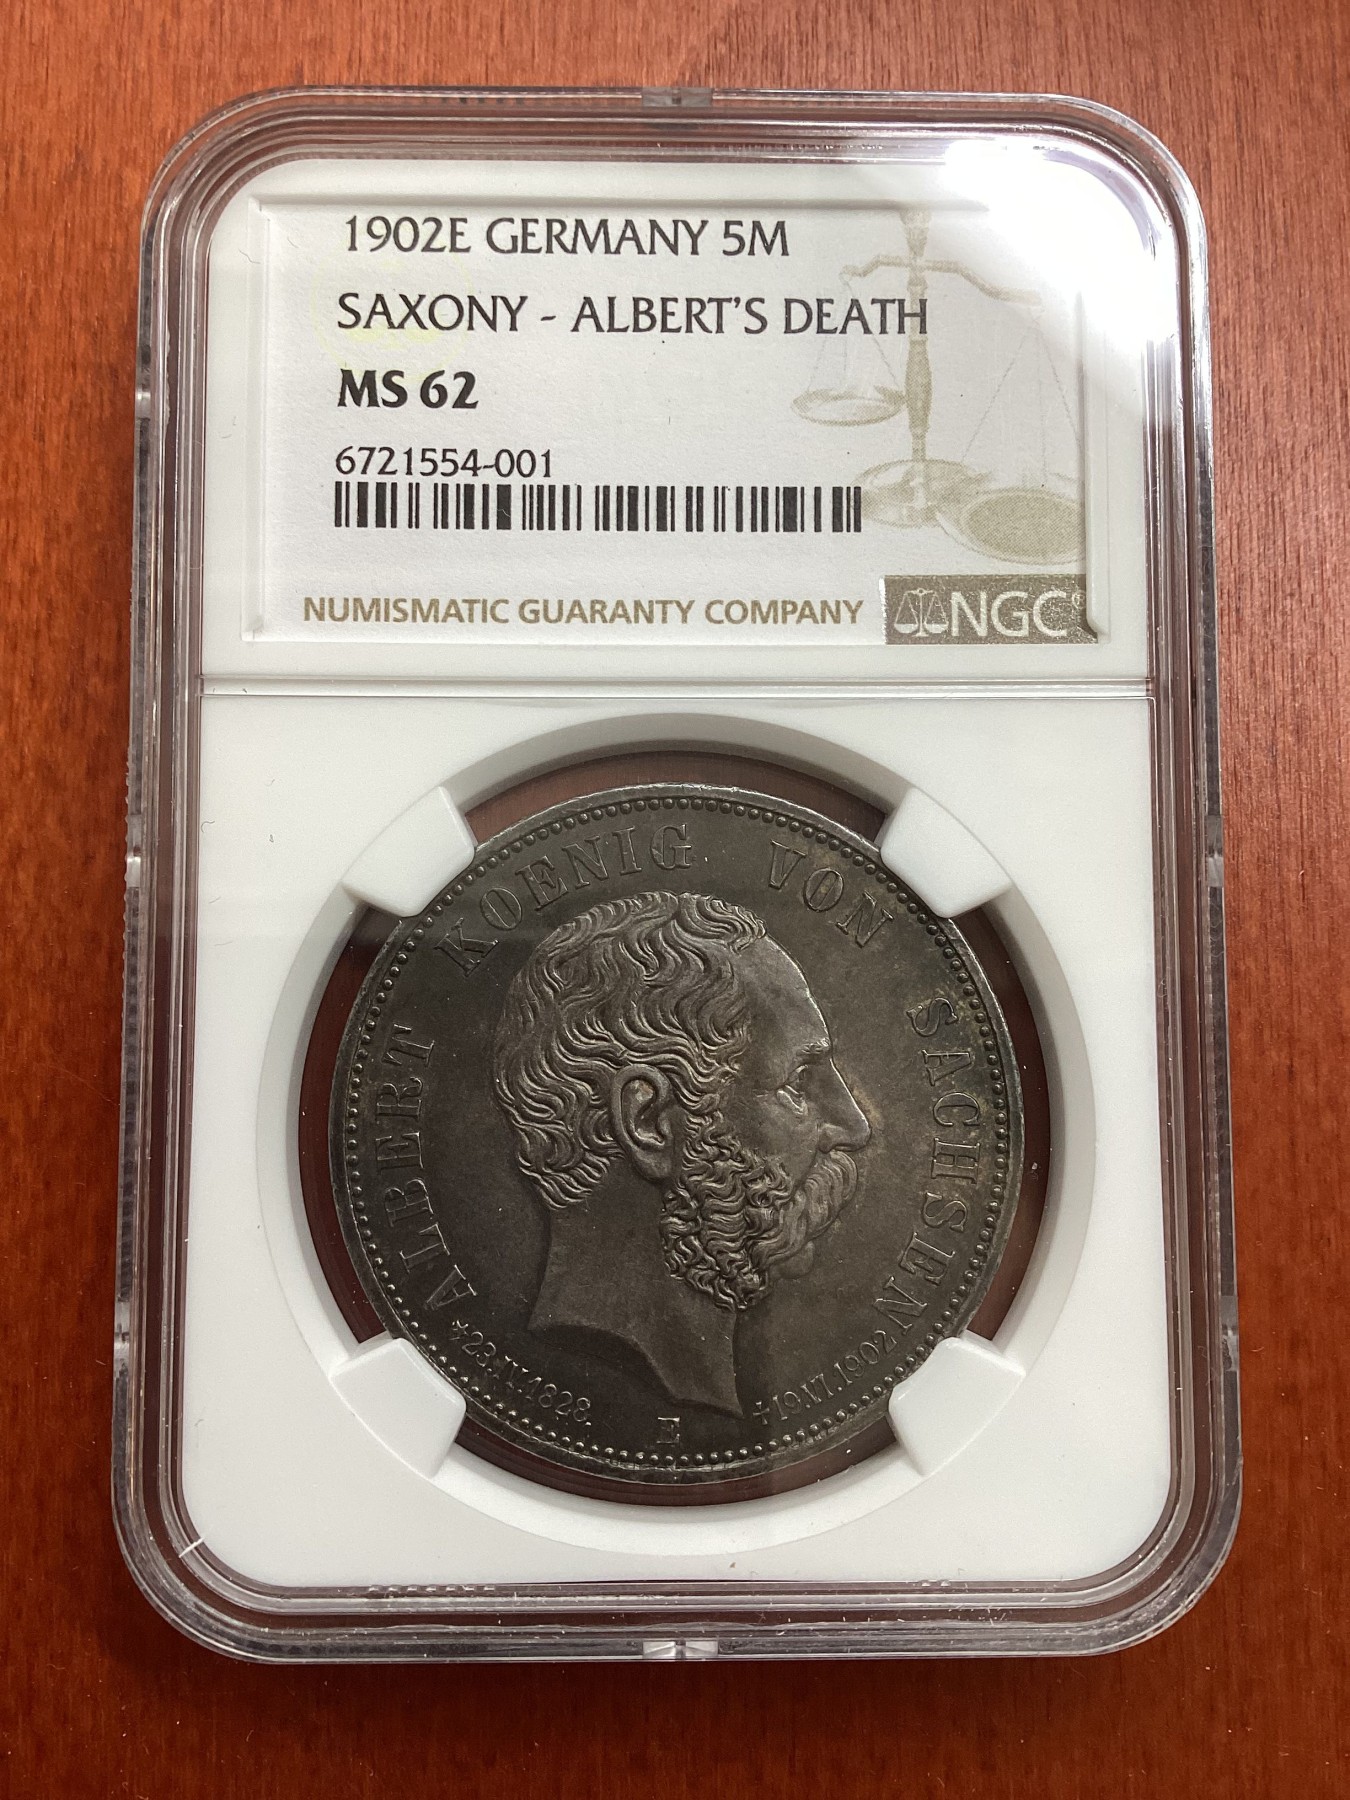 1902E GERMANY 5M
SAXONY - ALBERT'S DEATH
MS 62
6721554-001
NUMISMATIC GUARANTY COMPANY
NGC
ALBERT KOENIG VON SACHSEN
*23.IV.1828.
E
†19.VI.1902